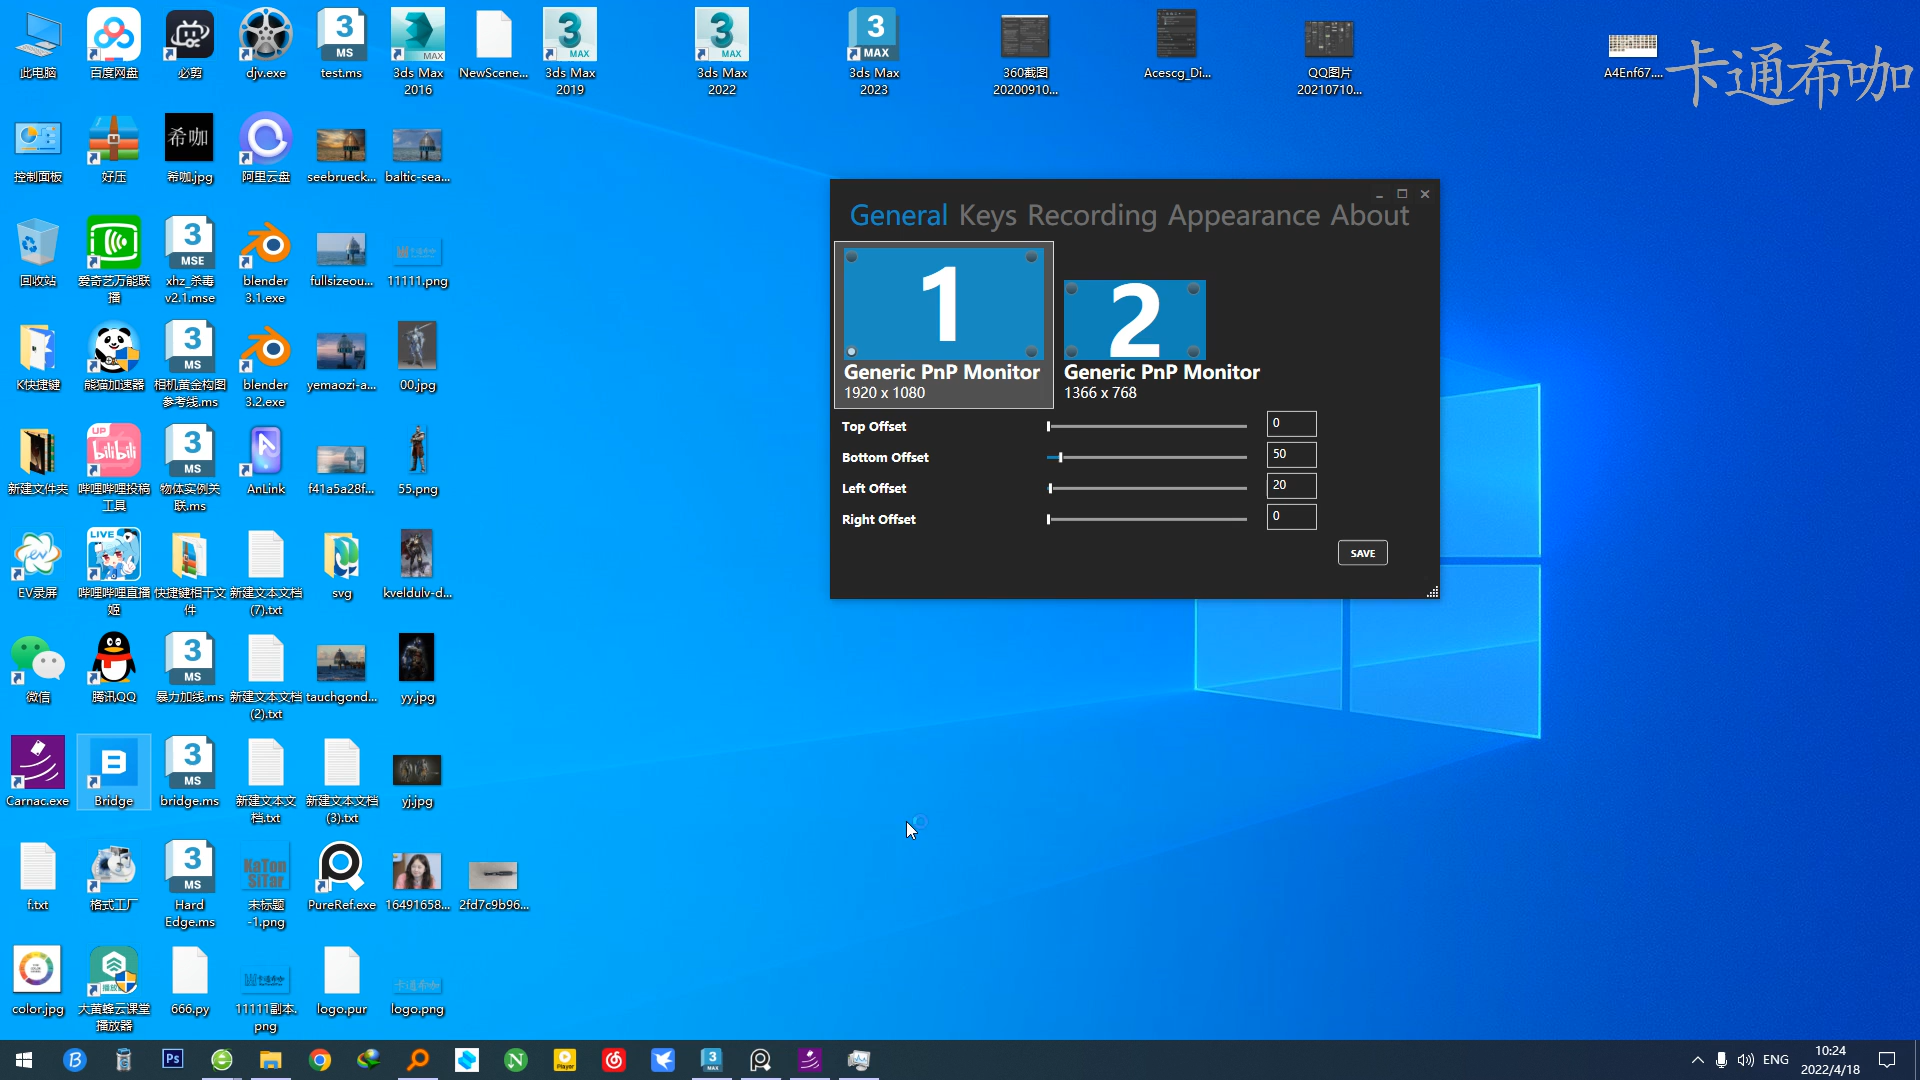 此电脑
百度网盘
必剪
djv.exe
test.ms
3ds Max
2016
NewScene...
3ds Max
2019
3ds Max
2022
3ds Max
2023
360截图
20200910...
Acescg_Di...
QQ图片
20210710...
A4Enf67....
卡通希咖
控制面板
好压
希咖
希咖.jpg
阿里云盘
seebrueck...
baltic-sea...
回收站
爱奇艺万能联
播
xhz_杀毒
v2.1.mse
blender
3.1.exe
fullsizeou...
11111.png
K快捷键
熊猫加速器
相机黄金构图
参考线.ms
blender
3.2.exe
yemaozi-a...
00.jpg
新建文件夹
哔哩哔哩投稿
工具
物体实例关
联.ms
AnLink
f41a5a28f...
55.png
EV录屏
哔哩哔哩直播
姬
快捷键相干文
件
新建文本文档
(7).txt
svg
kveldulv-d...
微信
腾讯QQ
暴力加线.ms
新建文本文档
(2).txt
tauchgond...
yy.jpg
Carnac.exe
Bridge
bridge.ms
新建文本文
档.txt
新建文本文档
(3).txt
yj.jpg
f.txt
格式工厂
Hard
Edge.ms
KaTon
SiTar
未标题
-1.png
PureRef.exe
16491658...
2fd7c9b96...
color.jpg
大黄蜂云课堂
播放器
666.py
11111副本.
png
logo.pur
logo.png
General Keys Recording Appearance About
1
Generic PnP Monitor
1920 x 1080
2
Generic PnP Monitor
1366 x 768
Top Offset
0
Bottom Offset
50
Left Offset
20
Right Offset
0
SAVE
ENG
10:24
2022/4/18